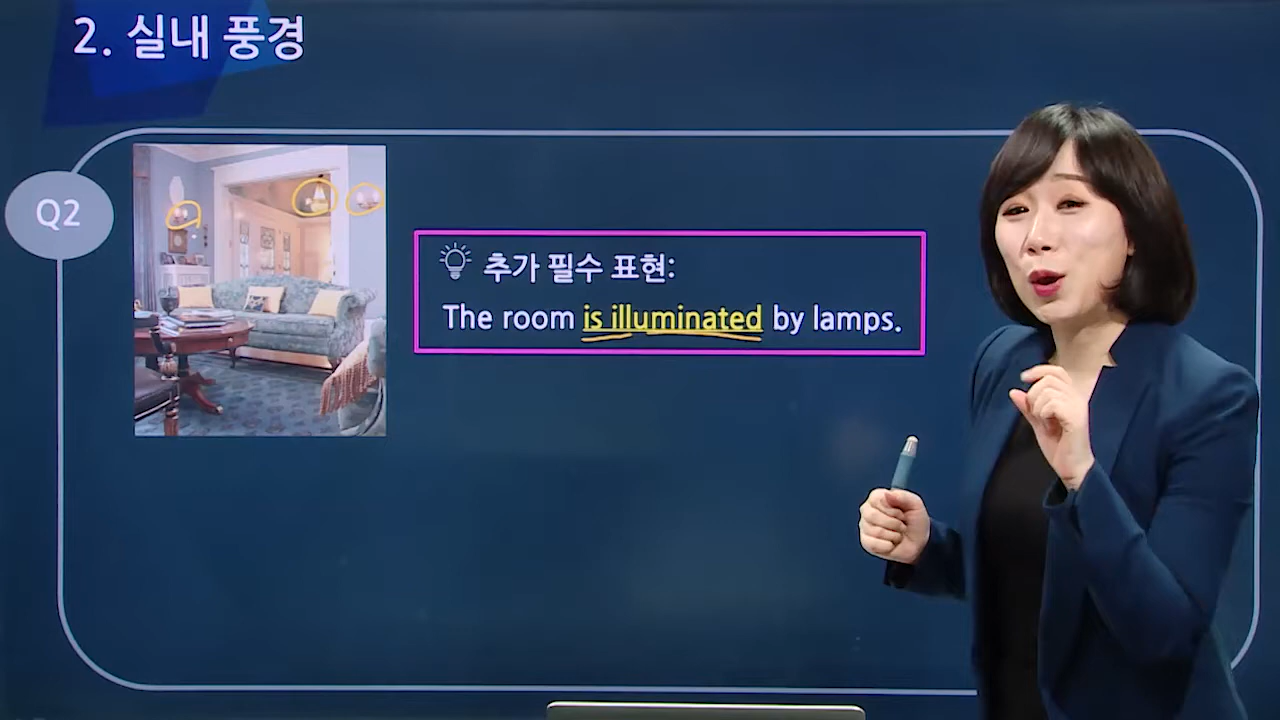 2. 실내 풍경
Q2
추가 필수 표현:
The room is illuminated by lamps.